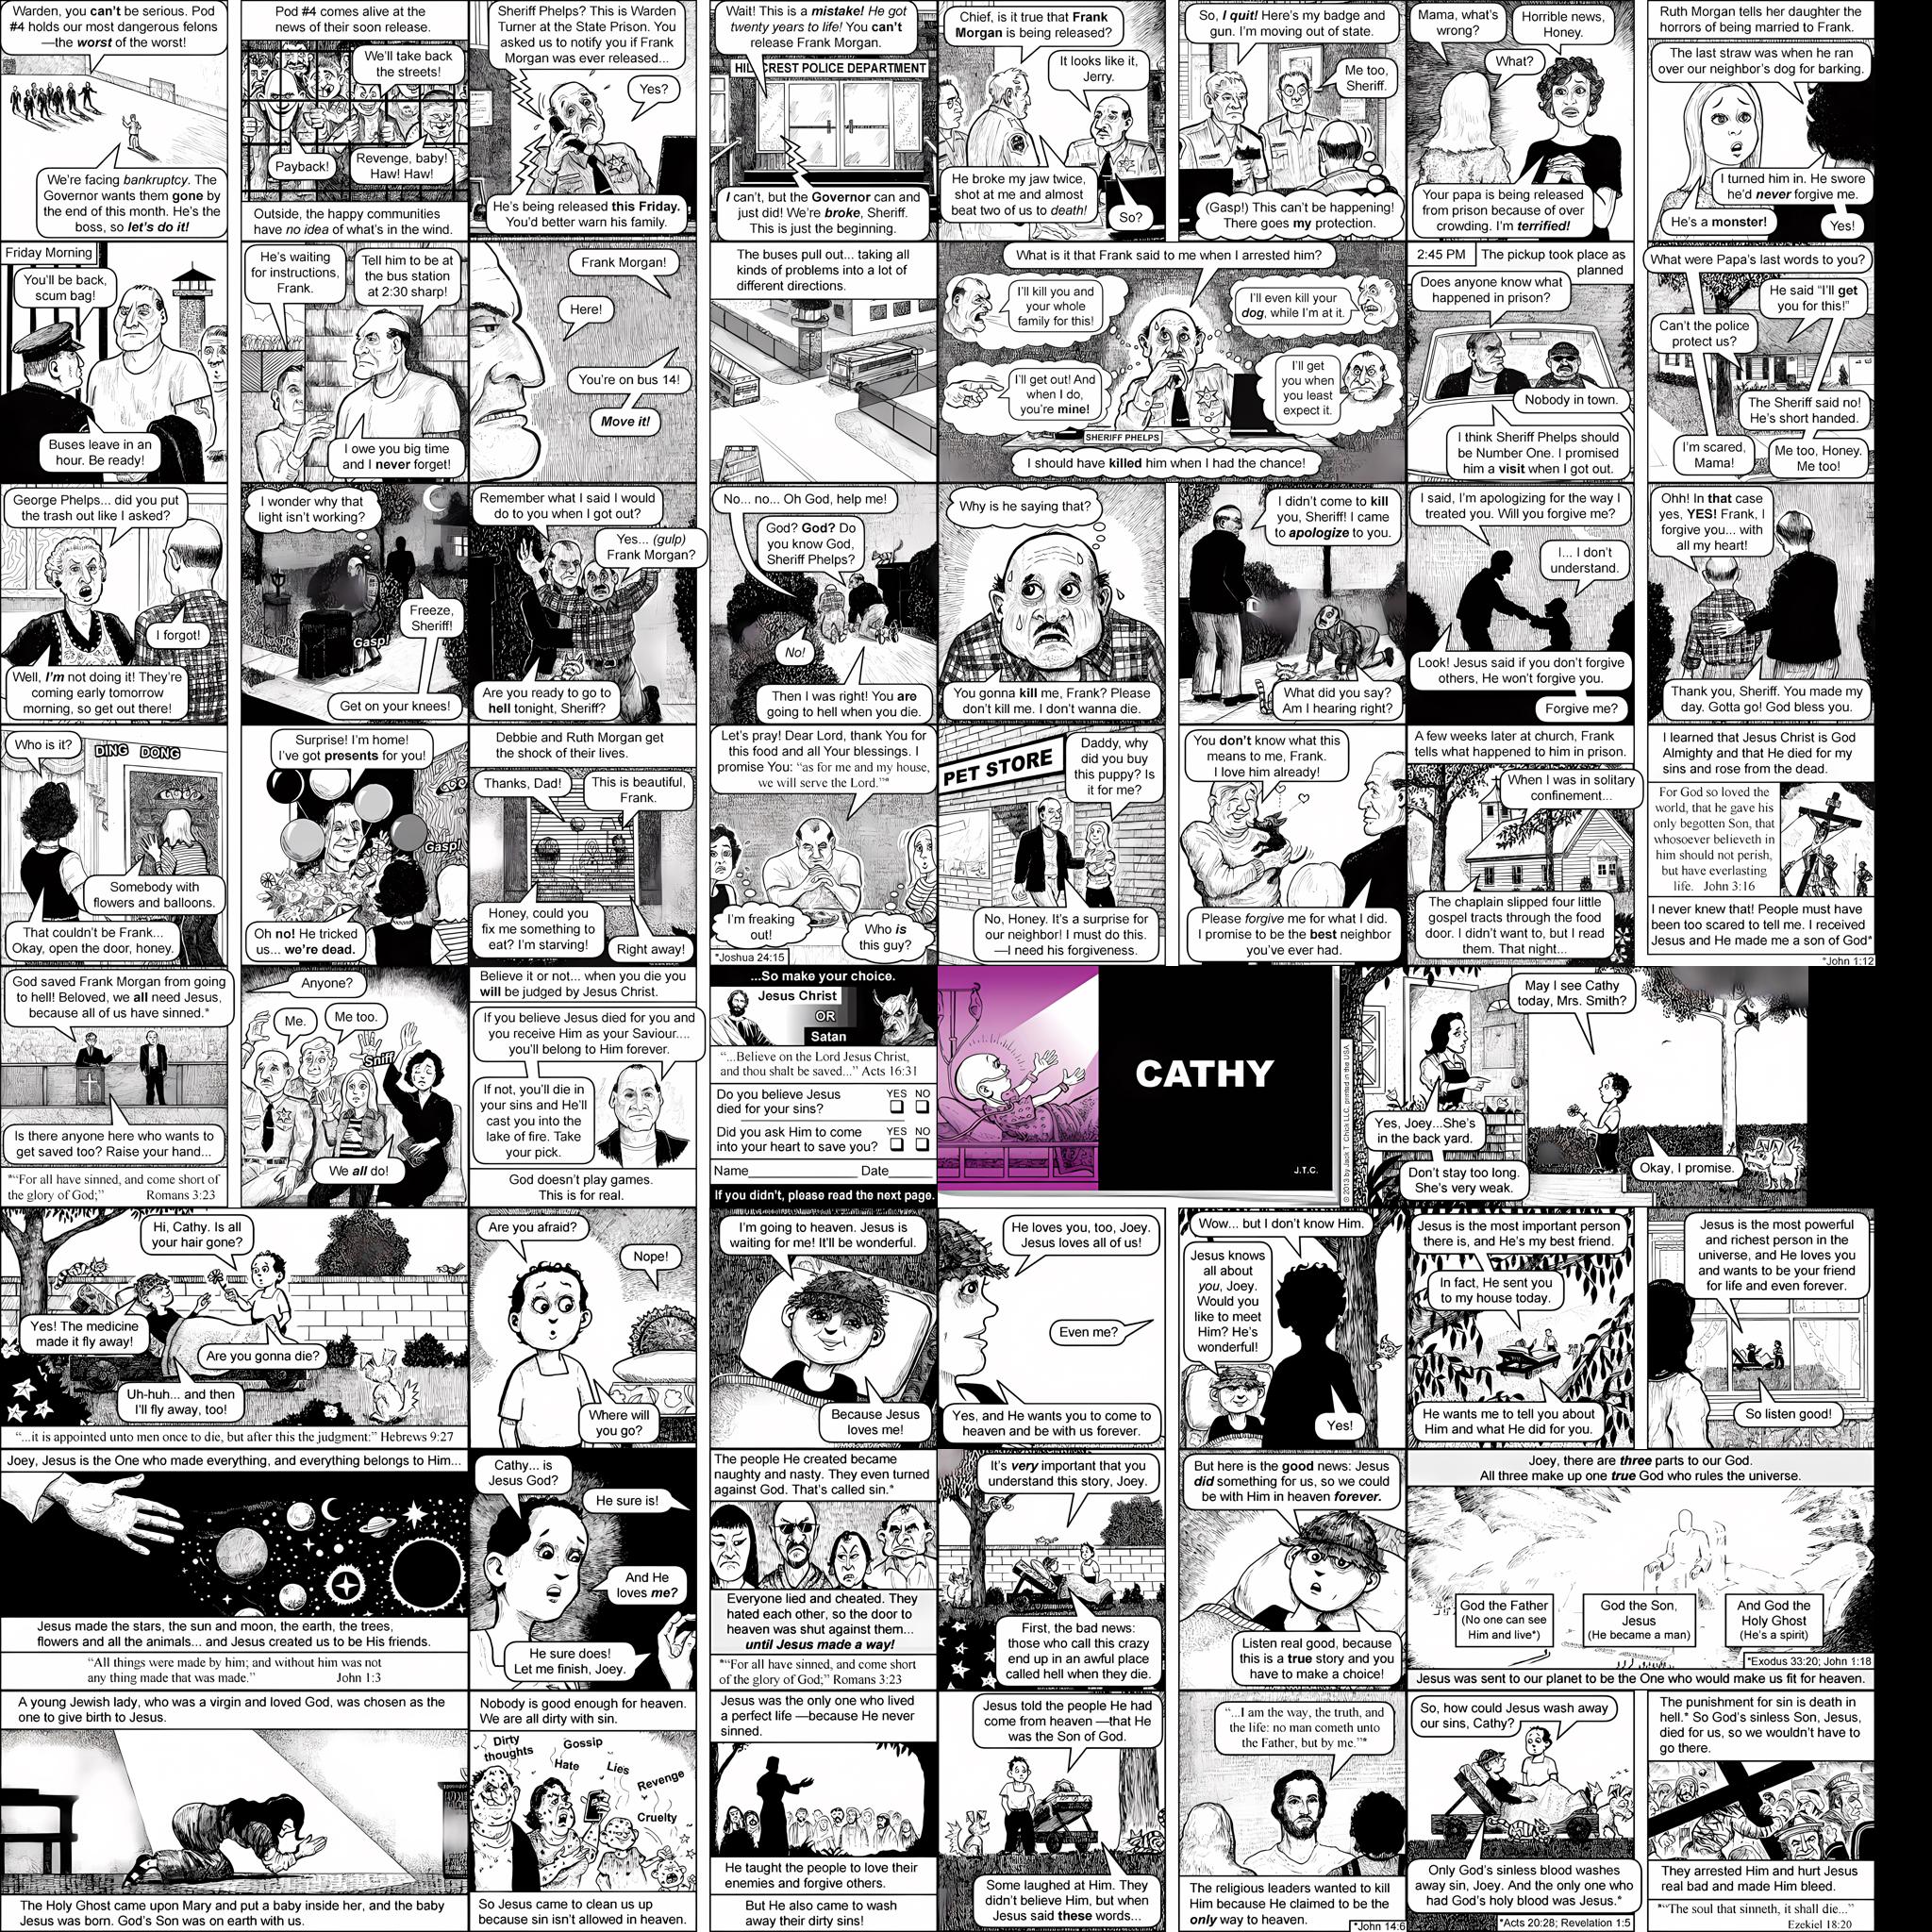 Warden, you can't be serious. Pod
#4 holds our most dangerous felons
—the worst of the worst!
We're facing bankruptcy. The
Governor wants them gone by
the end of this month. He's the
boss, so let's do it!
Pod #4 comes alive at the
news of their soon release.
We'll take back
the streets!
Payback!
Revenge, baby!
Haw! Haw!
Outside, the happy communities
have no idea of what's in the wind.
Sheriff Phelps? This is Warden
Turner at the State Prison. You
asked us to notify you if Frank
Morgan was ever released...
Yes?
He's being released this Friday.
You'd better warn his family.
Wait! This is a mistake! He got
twenty years to life! You can't
release Frank Morgan.
HILLCREST POLICE DEPARTMENT
I can't, but the Governor can and
just did! We're broke, Sheriff.
This is just the beginning.
Chief, is it true that Frank
Morgan is being released?
It looks like it,
Jerry.
He broke my jaw twice,
shot at me and almost
beat two of us to death!
So?
So, I quit! Here's my badge and
gun. I'm moving out of state.
Me too,
Sheriff.
(Gasp!) This can't be happening!
There goes my protection.
Mama, what's
wrong?
Horrible news,
Honey.
What?
Your papa is being released
from prison because of over
crowding. I'm terrified!
Ruth Morgan tells her daughter the
horrors of being married to Frank.
The last straw was when he ran
over our neighbor's dog for barking.
I turned him in. He swore
he'd never forgive me.
He's a monster!
Yes!
Friday Morning
You'll be back,
scum bag!
Buses leave in an
hour. Be ready!
He's waiting
for instructions,
Frank.
Tell him to be at
the bus station
at 2:30 sharp!
I owe you big time
and I never forget!
Frank Morgan!
Here!
You're on bus 14!
Move it!
The buses pull out... taking all
kinds of problems into a lot of
different directions.
What is it that Frank said to me when I arrested him?
I'll kill you and
your whole
family for this!
I'll even kill your
dog, while I'm at it.
I'll get out! And
when I do,
you're mine!
I'll get
you when
you least
expect it.
SHERIFF PHELPS
I should have killed him when I had the chance!
2:45 PM
The pickup took place as
planned
Does anyone know what
happened in prison?
Nobody in town.
I think Sheriff Phelps should
be Number One. I promised
him a visit when I got out.
What were Papa's last words to you?
He said "I'll get
you for this!"
Can't the police
protect us?
The Sheriff said no!
He's short handed.
I'm scared,
Mama!
Me too, Honey.
Me too!
George Phelps... did you put
the trash out like I asked?
I forgot!
Well, I'm not doing it! They're
coming early tomorrow
morning, so get out there!
I wonder why that
light isn't working?
Freeze,
Sheriff!
Gasp!
Get on your knees!
Remember what I said I would
do to you when I got out?
Yes... (gulp)
Frank Morgan?
Are you ready to go to
hell tonight, Sheriff?
No... no... Oh God, help me!
God? God? Do
you know God,
Sheriff Phelps?
No!
Then I was right! You are
going to hell when you die.
Why is he saying that?
You gonna kill me, Frank? Please
don't kill me. I don't wanna die.
I didn't come to kill
you, Sheriff! I came
to apologize to you.
What did you say?
Am I hearing right?
I said, I'm apologizing for the way I
treated you. Will you forgive me?
I... I don't
understand.
Look! Jesus said if you don't forgive
others, He won't forgive you.
Forgive me?
Ohh! In that case
yes, YES! Frank, I
forgive you... with
all my heart!
Thank you, Sheriff. You made my
day. Gotta go! God bless you.
Who is it?
DING DONG
Somebody with
flowers and balloons.
That couldn't be Frank...
Okay, open the door, honey.
Surprise! I'm home!
I've got presents for you!
Gasp!
Oh no! He tricked
us... we're dead.
Debbie and Ruth Morgan get
the shock of their lives.
Thanks, Dad!
This is beautiful,
Frank.
Honey, could you
fix me something to
eat? I'm starving!
Right away!
Let's pray! Dear Lord, thank You for
this food and all Your blessings. I
promise You: "as for me and my house,
we will serve the Lord."*
I'm freaking
out!
Who is
this guy?
*Joshua 24:15
PET STORE
Daddy, why
did you buy
this puppy? Is
it for me?
No, Honey. It's a surprise for
our neighbor! I must do this.
—I need his forgiveness.
You don't know what this
means to me, Frank.
I love him already!
Please forgive me for what I did.
I promise to be the best neighbor
you've ever had.
A few weeks later at church, Frank
tells what happened to him in prison.
When I was in solitary
confinement...
The chaplain slipped four little
gospel tracts through the food
door. I didn't want to, but I read
them. That night...
I learned that Jesus Christ is God
Almighty and that He died for my
sins and rose from the dead.
For God so loved the
world, that he gave his
only begotten Son, that
whosoever believeth in
him should not perish,
but have everlasting
life. John 3:16
I never knew that! People must have
been too scared to tell me. I received
Jesus and He made me a son of God*
*John 1:12
God saved Frank Morgan from going
to hell! Beloved, we all need Jesus,
because all of us have sinned.*
Is there anyone here who wants to
get saved too? Raise your hand...
*"For all have sinned, and come short of
the glory of God;" Romans 3:23
Anyone?
Me.
Me too.
Sniff
We all do!
Believe it or not... when you die you
will be judged by Jesus Christ.
If you believe Jesus died for you and
you receive Him as your Saviour....
you'll belong to Him forever.
If not, you'll die in
your sins and He'll
cast you into the
lake of fire. Take
your pick.
God doesn't play games.
This is for real.
...So make your choice.
Jesus Christ
OR
Satan
"...Believe on the Lord Jesus Christ,
and thou shalt be saved..." Acts 16:31
Do you believe Jesus
died for your sins?
YES NO
Did you ask Him to come
into your heart to save you?
YES NO
Name Date
If you didn't, please read the next page.
CATHY
J.T.C.
© 2013 by Jack T. Chick LLC, printed in the USA
May I see Cathy
today, Mrs. Smith?
Yes, Joey...She's
in the back yard.
Don't stay too long.
She's very weak.
Okay, I promise.
Hi, Cathy. Is all
your hair gone?
Yes! The medicine
made it fly away!
Are you gonna die?
Uh-huh... and then
I'll fly away, too!
"...it is appointed unto men once to die, but after this the judgment:" Hebrews 9:27
Are you afraid?
Nope!
Where will
you go?
I'm going to heaven. Jesus is
waiting for me! It'll be wonderful.
Because Jesus
loves me!
He loves you, too, Joey.
Jesus loves all of us!
Even me?
Yes, and He wants you to come to
heaven and be with us forever.
Wow... but I don't know Him.
Jesus knows
all about
you, Joey.
Would you
like to meet
Him? He's
wonderful!
Yes!
Jesus is the most important person
there is, and He's my best friend.
In fact, He sent you
to my house today.
He wants me to tell you about
Him and what He did for you.
Jesus is the most powerful
and richest person in the
universe, and He loves you
and wants to be your friend
for life and even forever.
So listen good!
Joey, Jesus is the One who made everything, and everything belongs to Him...
Jesus made the stars, the sun and moon, the earth, the trees,
flowers and all the animals... and Jesus created us to be His friends.
"All things were made by him; and without him was not
any thing made that was made." John 1:3
Cathy... is
Jesus God?
He sure is!
And He
loves me?
He sure does!
Let me finish, Joey.
The people He created became
naughty and nasty. They even turned
against God. That's called sin.*
Everyone lied and cheated. They
hated each other, so the door to
heaven was shut against them...
until Jesus made a way!
*"For all have sinned, and come short
of the glory of God;" Romans 3:23
It's very important that you
understand this story, Joey.
First, the bad news:
those who call this crazy
end up in an awful place
called hell when they die.
But here is the good news: Jesus
did something for us, so we could
be with Him in heaven forever.
Listen real good, because
this is a true story and you
have to make a choice!
Joey, there are three parts to our God.
All three make up one true God who rules the universe.
God the Father
(No one can see
Him and live*)
God the Son,
Jesus
(He became a man)
And God the
Holy Ghost
(He's a spirit)
*Exodus 33:20; John 1:18
Jesus was sent to our planet to be the One who would make us fit for heaven.
A young Jewish lady, who was a virgin and loved God, was chosen as the
one to give birth to Jesus.
The Holy Ghost came upon Mary and put a baby inside her, and the baby
Jesus was born. God's Son was on earth with us.
Nobody is good enough for heaven.
We are all dirty with sin.
Dirty
thoughts
Gossip
Hate
Lies
Revenge
Cruelty
So Jesus came to clean us up
because sin isn't allowed in heaven.
Jesus was the only one who lived
a perfect life —because He never
sinned.
He taught the people to love their
enemies and forgive others.
But He also came to wash
away their dirty sins!
Jesus told the people He had
come from heaven —that He
was the Son of God.
Some laughed at Him. They
didn't believe Him, but when
Jesus said these words...
"...I am the way, the truth, and
the life: no man cometh unto
the Father, but by me."*
The religious leaders wanted to kill
Him because He claimed to be the
only way to heaven.
*John 14:6
So, how could Jesus wash away
our sins, Cathy?
Only God's sinless blood washes
away sin, Joey. And the only one who
had God's holy blood was Jesus.*
*Acts 20:28; Revelation 1:5
The punishment for sin is death in
hell.* So God's sinless Son, Jesus,
died for us, so we wouldn't have to
go there.
They arrested Him and hurt Jesus
real bad and made Him bleed.
*"The soul that sinneth, it shall die..."
Ezekiel 18:20